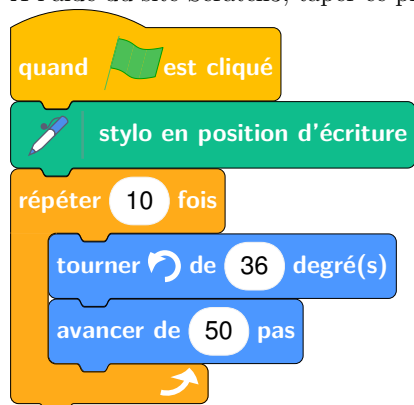 quand est cliqué
stylo en position d'écriture
répéter 10 fois
tourner de 36 degré(s)
avancer de 50 pas